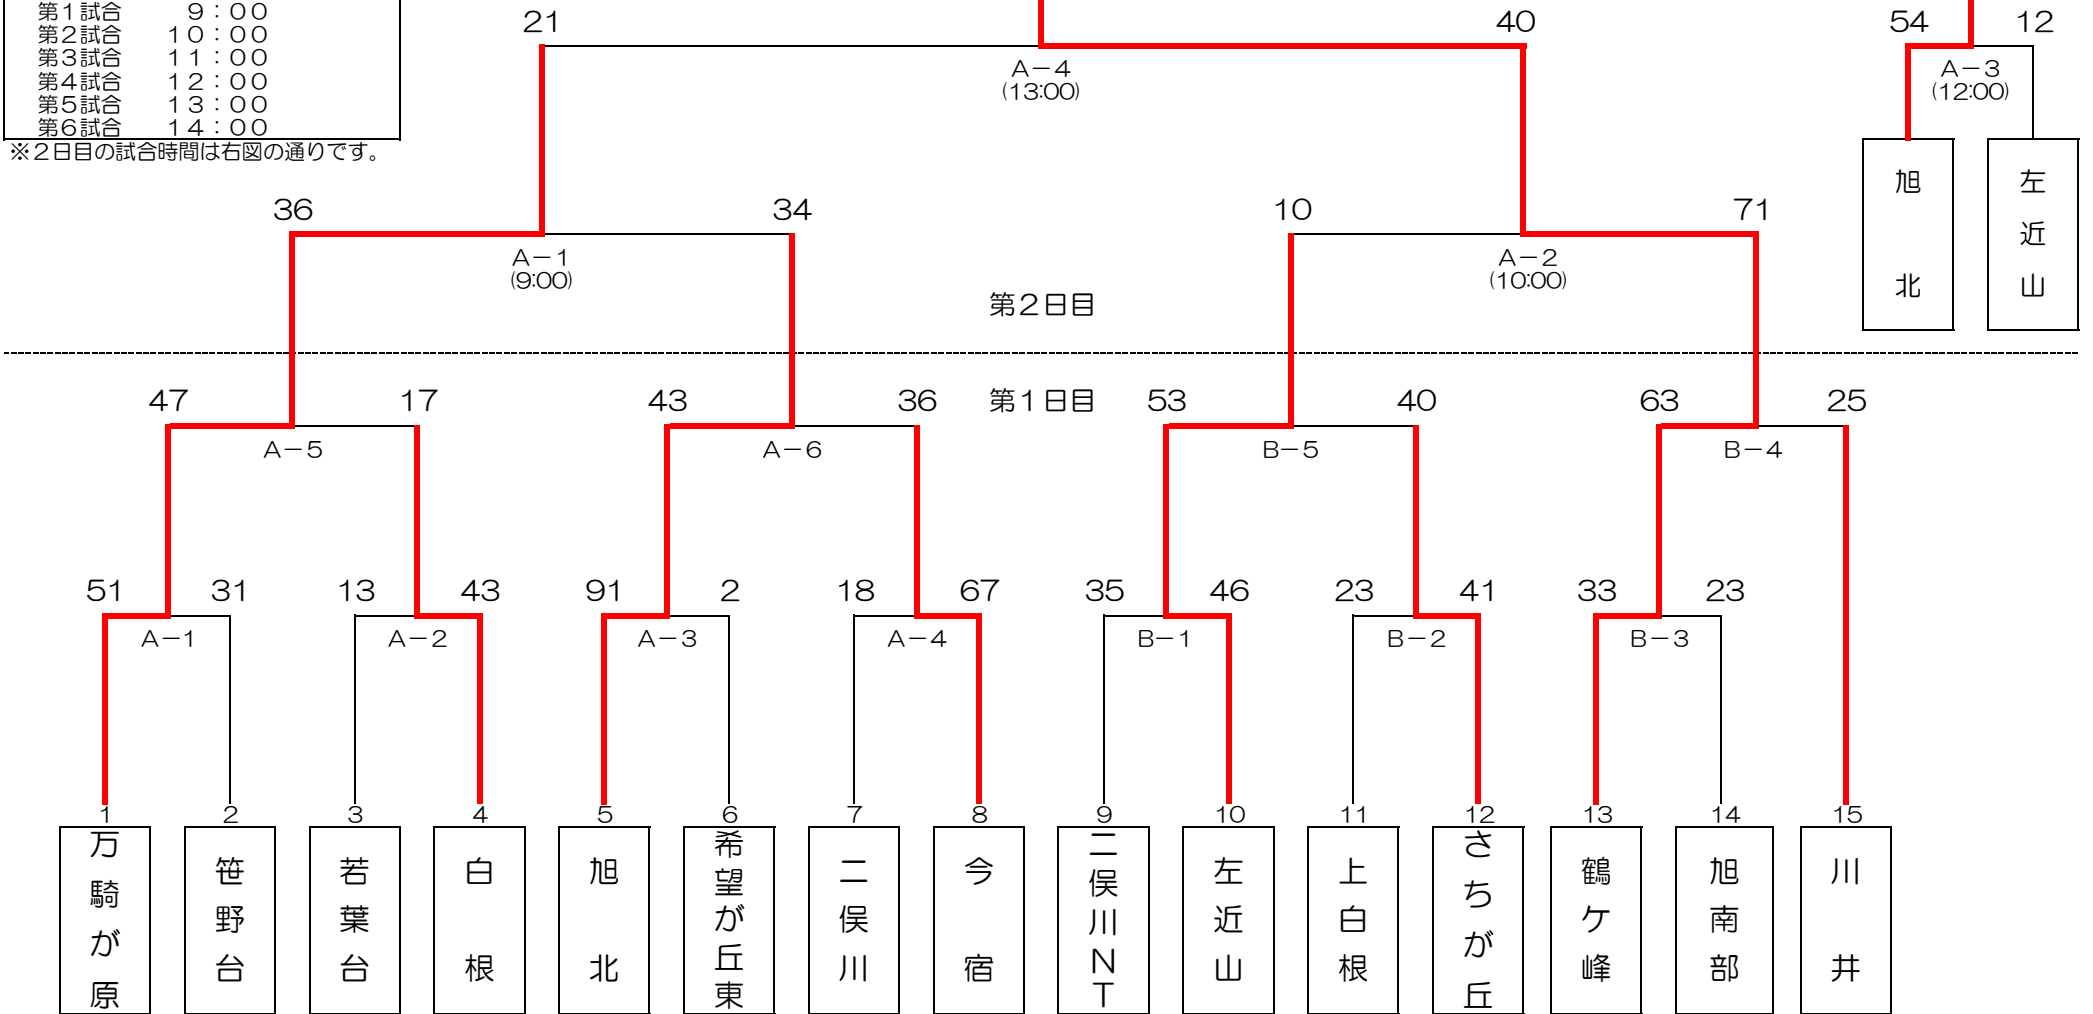 第1試合 9：00
第2試合 10：00
第3試合 11：00
第4試合 12：00
第5試合 13：00
第6試合 14：00
※2日目の試合時間は右図の通りです。
21 40 54 12
A－4
(13:00)
A－3
(12:00)
旭北
左近山
36 34 10 71
A－1
(9:00)
A－2
(10:00)
第2日目
第1日目
47 17 43 36 53 40 63 25
A－5 A－6 B－5 B－4
51 31 13 43 91 2 18 67 35 46 23 41 33 23
A－1 A－2 A－3 A－4 B－1 B－2 B－3
1 2 3 4 5 6 7 8 9 10 11 12 13 14 15
万騎が原
笹野台
若葉台
白根
旭北
希望が丘東
二俣川
今宿
二俣川NT
左近山
上白根
さちが丘
鶴ケ峰
旭南部
川井